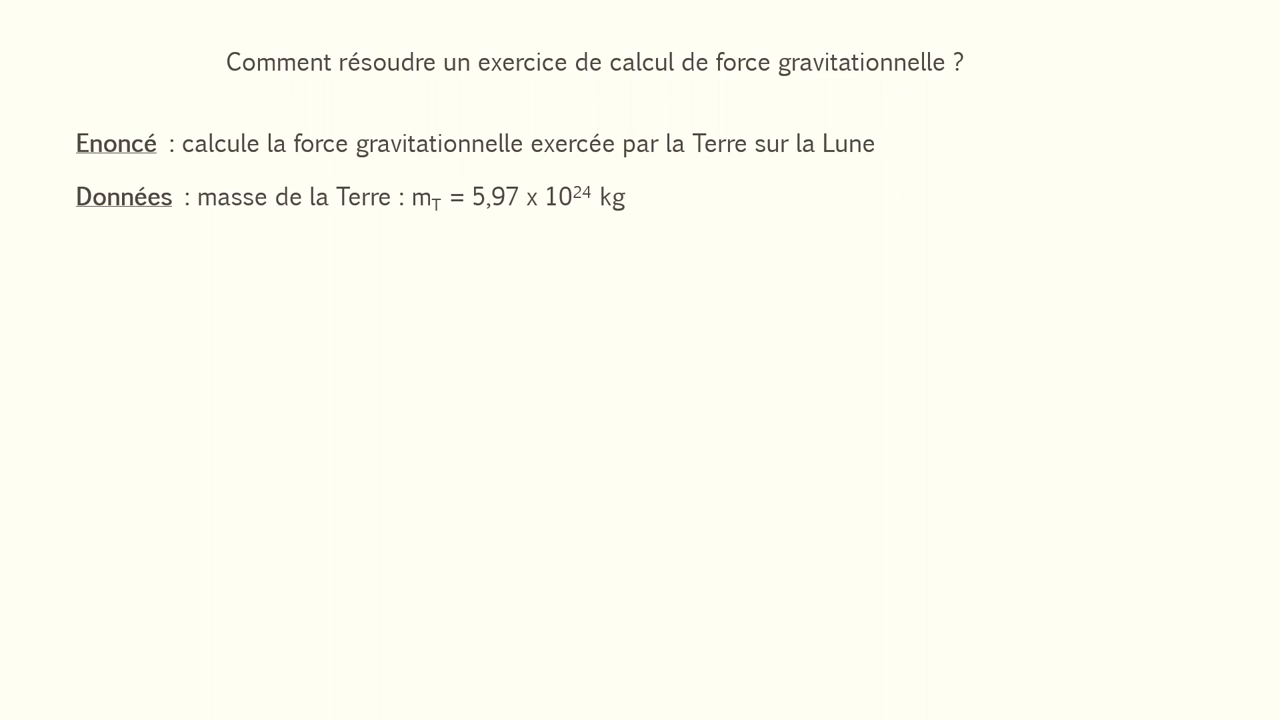 Comment résoudre un exercice de calcul de force gravitationnelle ?
Enoncé : calcule la force gravitationnelle exercée par la Terre sur la Lune
Données : masse de la Terre : m_T = 5,97 x 10²⁴ kg